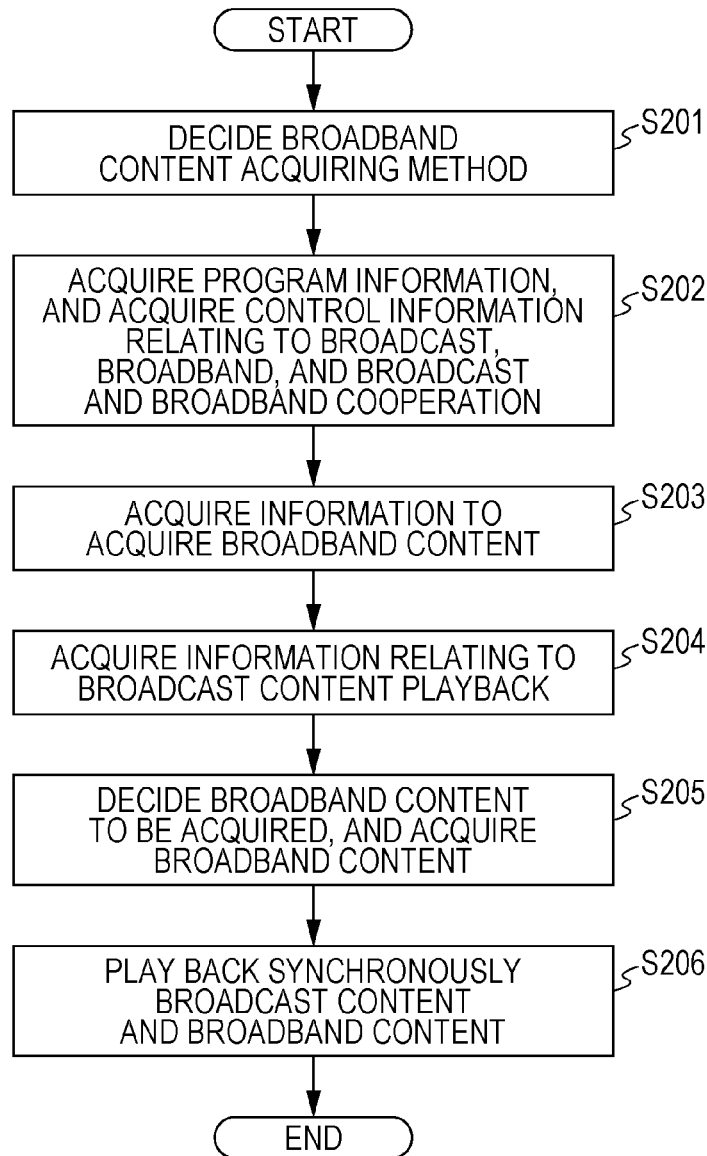 START
DECIDE BROADBAND
CONTENT ACQUIRING METHOD
S201
ACQUIRE PROGRAM INFORMATION,
AND ACQUIRE CONTROL INFORMATION
RELATING TO BROADCAST,
BROADBAND, AND BROADCAST
AND BROADBAND COOPERATION
S202
ACQUIRE INFORMATION TO
ACQUIRE BROADBAND CONTENT
S203
ACQUIRE INFORMATION RELATING TO
BROADCAST CONTENT PLAYBACK
S204
DECIDE BROADBAND CONTENT
TO BE ACQUIRED, AND ACQUIRE
BROADBAND CONTENT
S205
PLAY BACK SYNCHRONOUSLY
BROADCAST CONTENT
AND BROADBAND CONTENT
S206
END